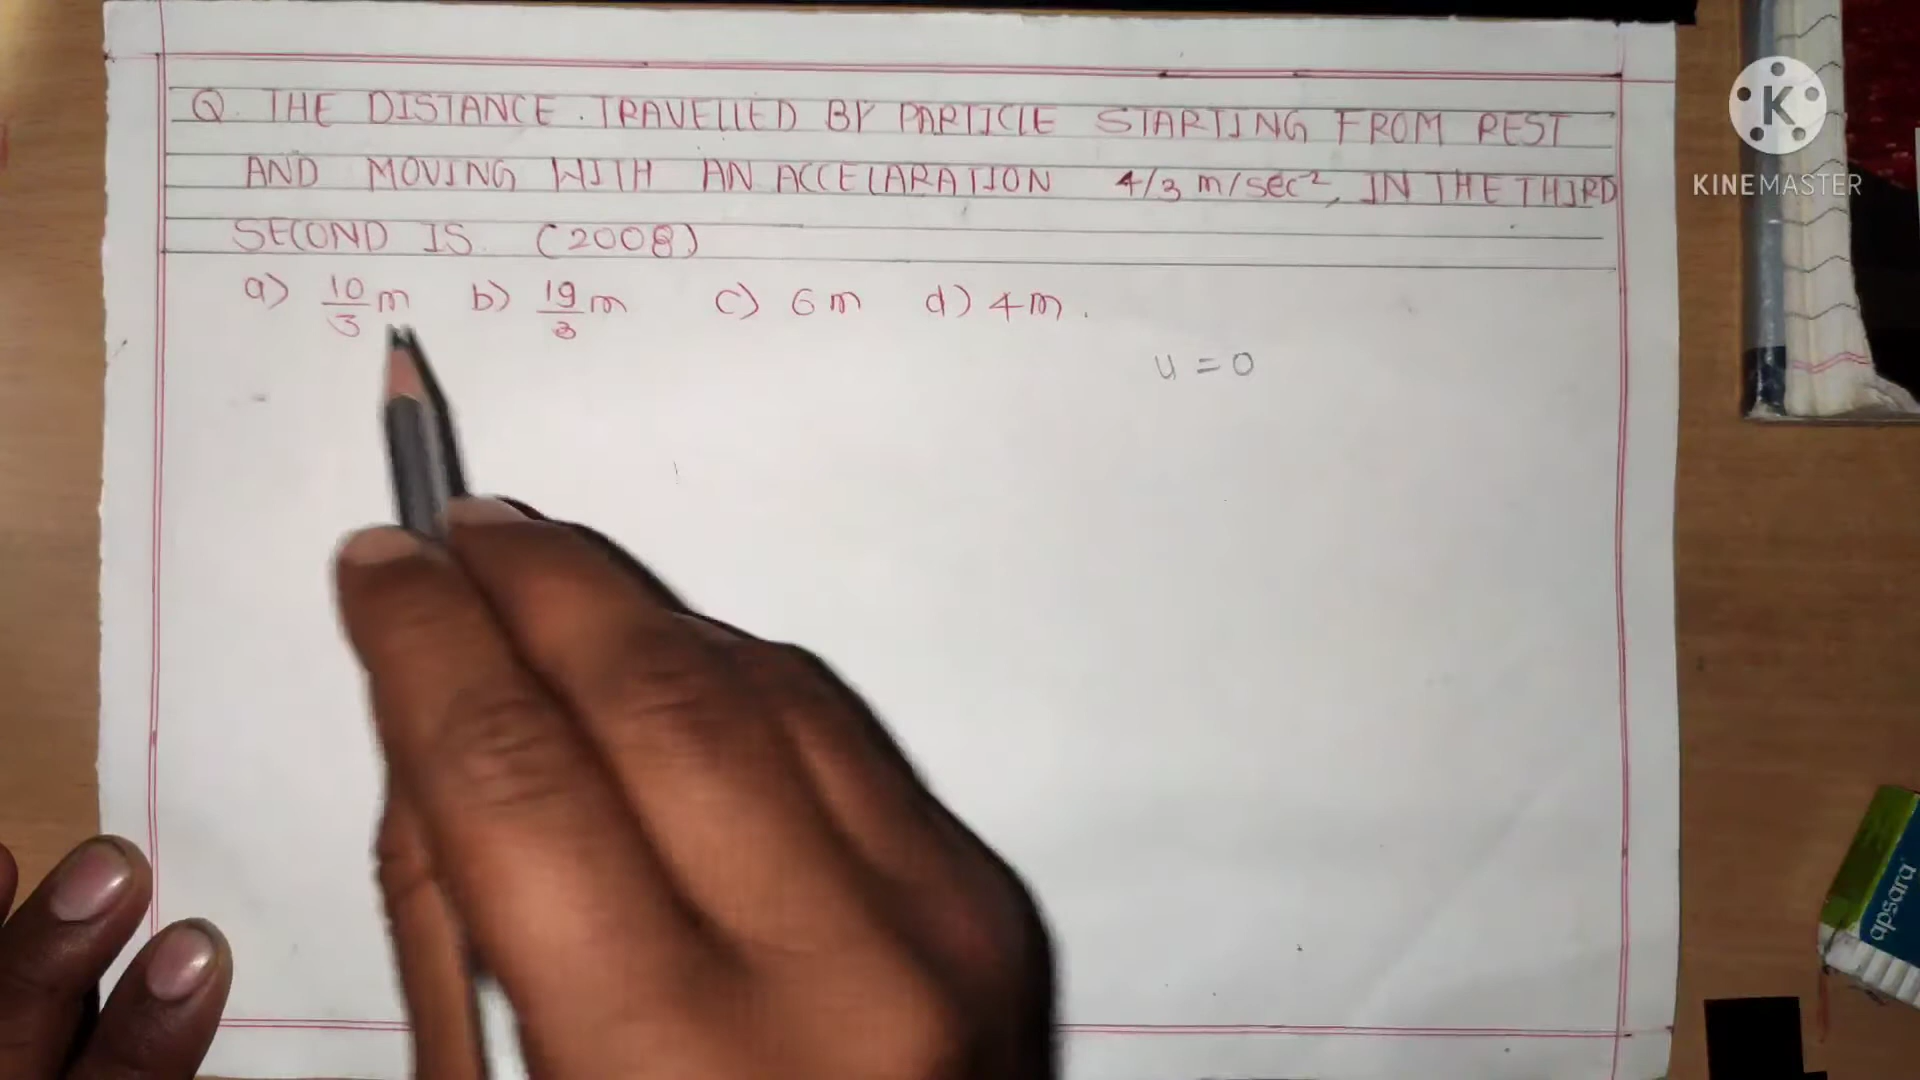 Q. THE DISTANCE. TRAVELLED BY PARTICLE STARTING FROM REST
AND MOVING WITH AN ACCELARATION 4/3 m/sec², IN THE THIRD
SECOND IS. (2008)
a) 10/3 m b) 19/3 m c) 6 m d) 4 m.
u = 0
K
KINEMASTER
apsara